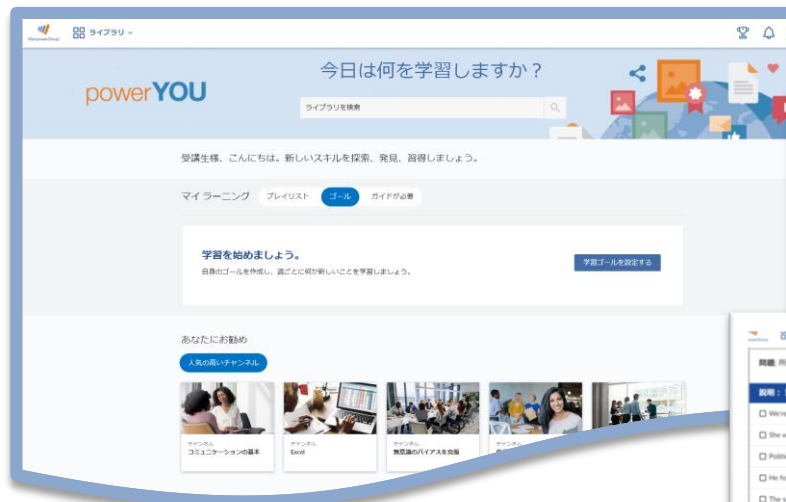 ManpowerGroup
ライブラリ
powerYOU
今日は何を学習しますか？
ライブラリを検索
受講生様、こんにちは。新しいスキルを探索、発見、習得しましょう。
マイ ラーニング
プレイリスト
ゴール
ガイドが必要
学習を始めましょう。
自身のゴールを作成し、週ごとに何か新しいことを学習しましょう。
学習ゴールを設定する
あなたにお勧め
人気の高いチャンネル
チャンネル
コミュニケーションの基本
チャンネル
Excel
チャンネル
無意識のバイアスを克服
チャンネル
問題:
説明：
We're
She w
Politi
He fo
The s